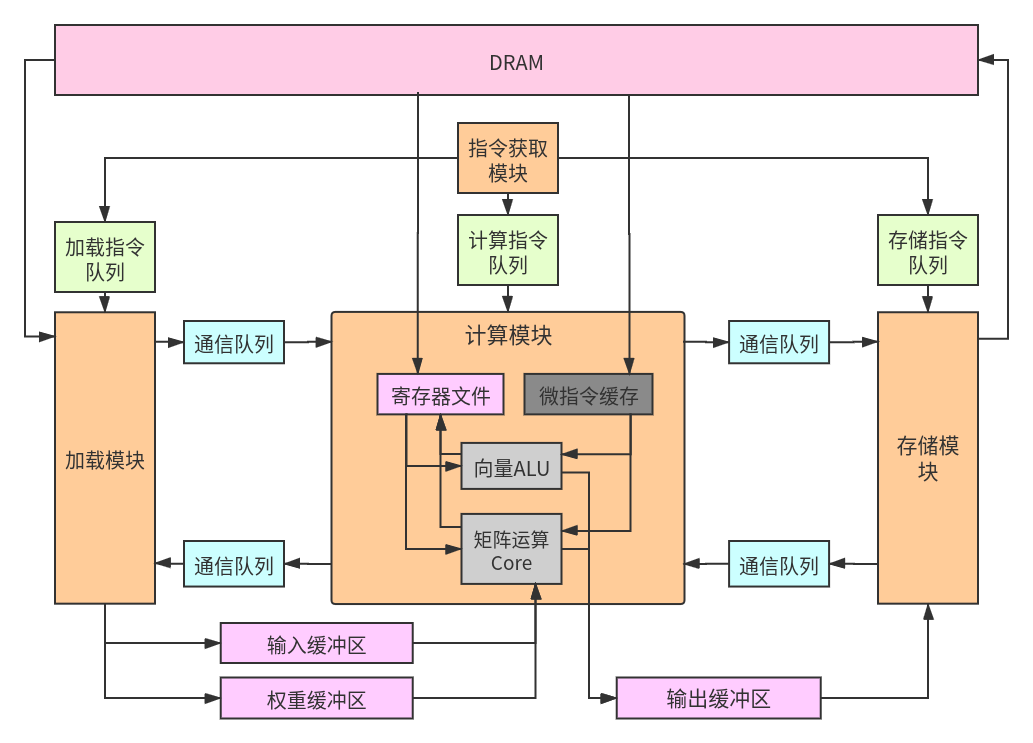 DRAM
指令获取
模块
加载指令
队列
计算指令
队列
存储指令
队列
计算模块
通信队列
通信队列
寄存器文件
微指令缓存
加载模块
向量ALU
存储模
块
矩阵运算
Core
通信队列
通信队列
输入缓冲区
权重缓冲区
输出缓冲区